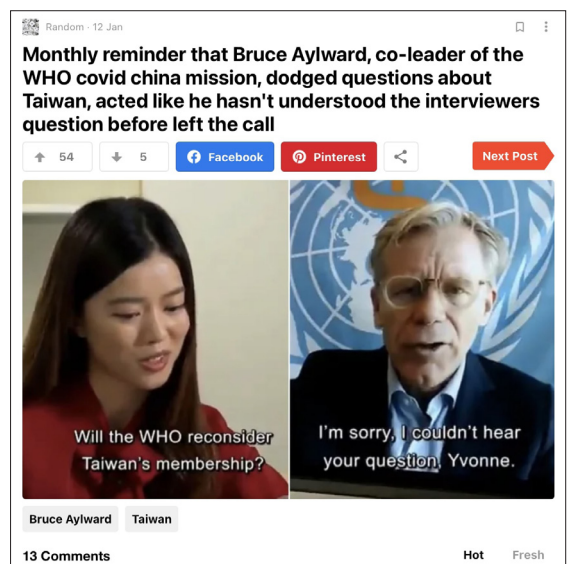 Random · 12 Jan
Monthly reminder that Bruce Aylward, co-leader of the
WHO covid china mission, dodged questions about
Taiwan, acted like he hasn't understood the interviewers
question before left the call
54
5
Facebook
Pinterest
Next Post
Will the WHO reconsider
Taiwan's membership?
I'm sorry, I couldn't hear
your question, Yvonne.
Bruce Aylward
Taiwan
13 Comments
Hot
Fresh